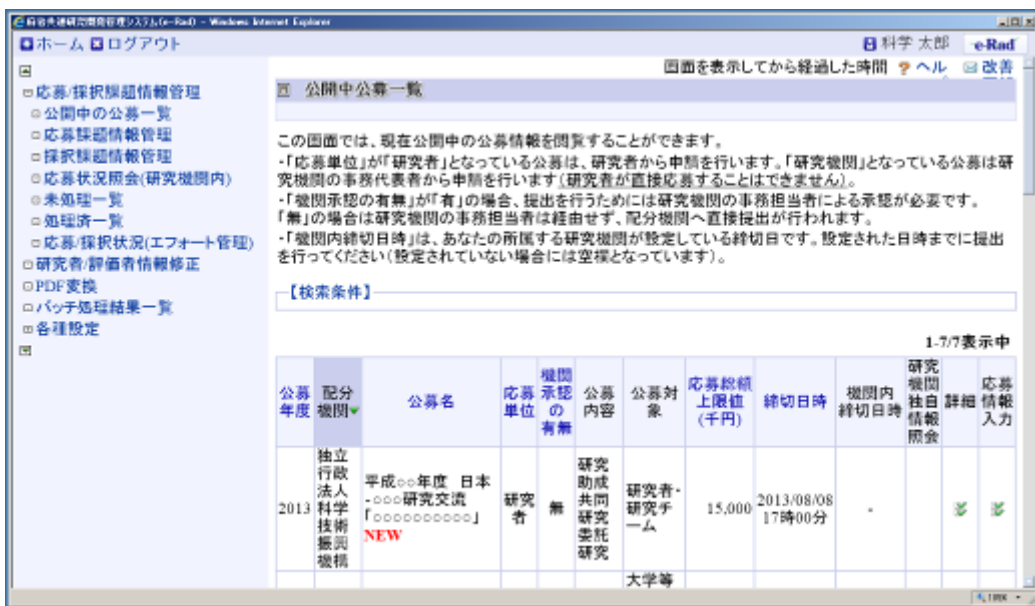 府省共通研究開発管理システム(e-Rad) - Windows Internet Explorer
ホーム ログアウト
科学 太郎 e-Rad
画面を表示してから経過した時間 ? ヘル 改善
応募/採択課題情報管理
公開中の公募一覧
応募課題情報管理
採択課題情報管理
応募状況照会(研究機関内)
未処理一覧
処理済一覧
応募/採択状況(エフォート管理)
研究者/評価者情報修正
PDF変換
バッチ処理結果一覧
各種設定
公開中公募一覧
この画面では、現在公開中の公募情報を閲覧することができます。
・「応募単位」が「研究者」となっている公募は、研究者から申請を行います。「研究機関」となっている公募は研
究機関の事務代表者から申請を行います(研究者が直接応募することはできません)。
・「機関承認の有無」が「有」の場合、提出を行うためには研究機関の事務担当者による承認が必要です。
「無」の場合は研究機関の事務担当者は経由せず、配分機関へ直接提出が行われます。
・「機関内締切日時」は、あなたの所属する研究機関が設定している締切日です。設定された日時までに提出
を行ってください(設定されていない場合には空欄となっています)。
【検索条件】
1-7/7表示中
公募
年度
配分
機関▼
公募名
応募
単位
機関
承認
の
有無
公募
内容
公募対
象
応募総額
上限値
(千円)
締切日時
機関内
締切日時
研究
機関
独自
情報
照会
詳細
応募
情報
入力
2013
独立
行政
法人
科学
技術
振興
機構
平成○○年度 日本
-○○○研究交流
「○○○○○○○○○○」
NEW
研究
者
無
研究
助成
共同
研究
委託
研究
研究者・
研究チ
ーム
15,000
2013/08/08
17時00分
-
大学等
100%